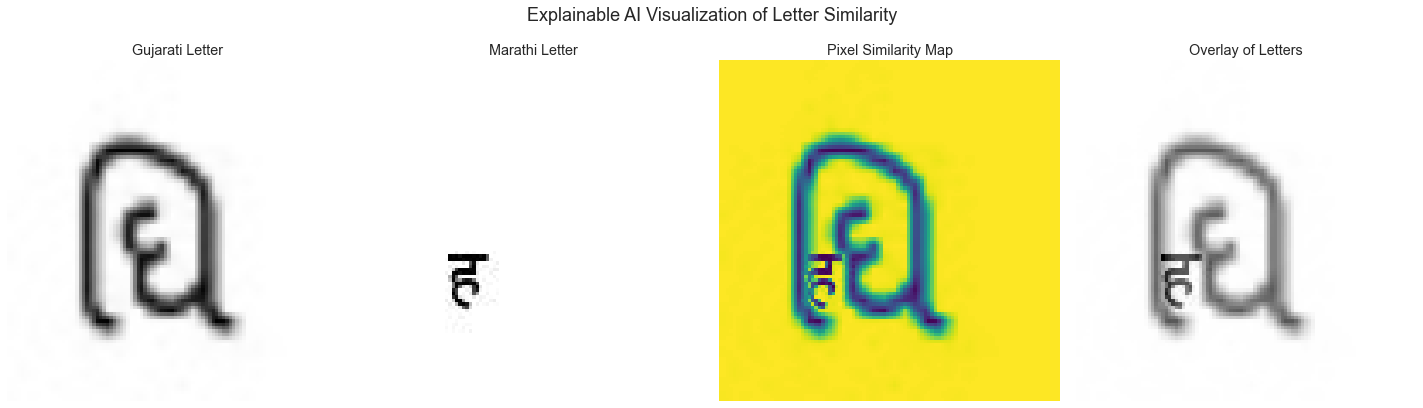 Explainable AI Visualization of Letter Similarity
Gujarati Letter Marathi Letter Pixel Similarity Map Overlay of Letters
ह